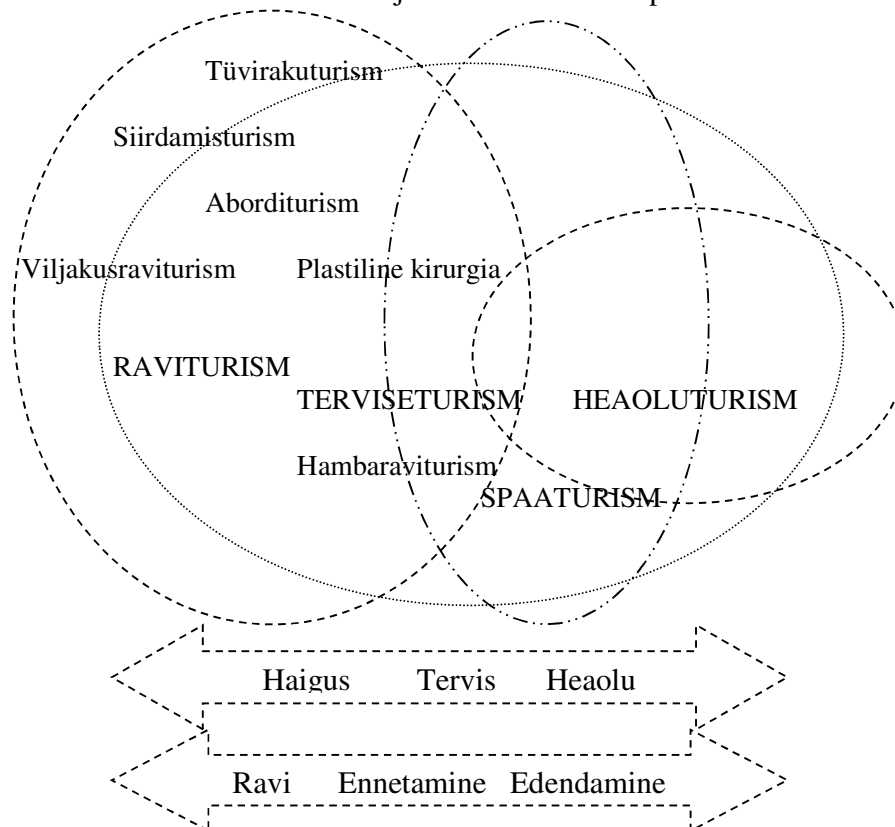 Tüvirakuturism
Siirdamisturism
Aborditurism
Viljakusraviturism Plastiline kirurgia
RAVITURISM
TERVISETURISM HEAOLUTURISM
Hambaraviturism
SPAATURISM
Haigus Tervis Heaolu
Ravi Ennetamine Edendamine